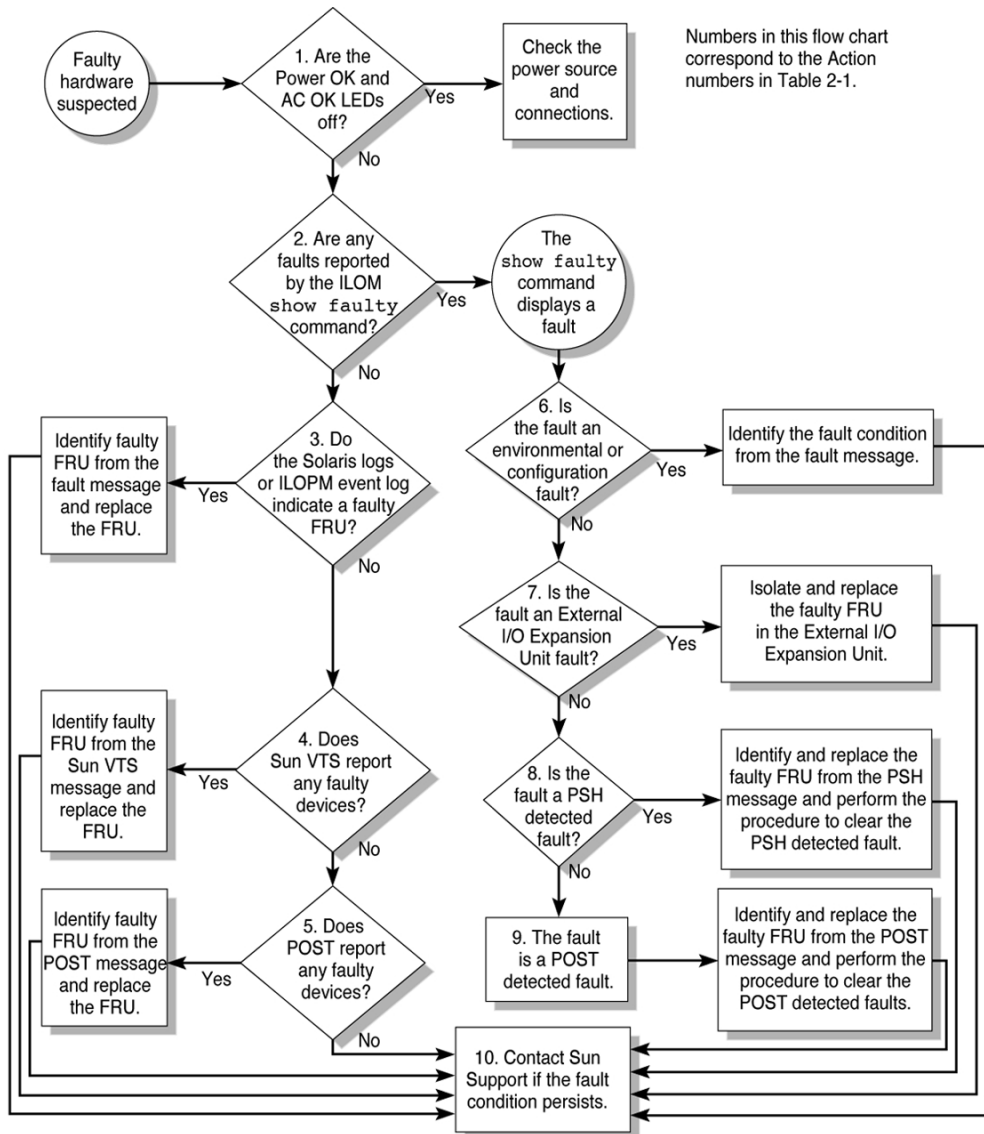 Faulty
hardware
suspected
1. Are the
Power OK and
AC OK LEDs
off?
Yes
Check the
power source
and
connections.
Numbers in this flow chart
correspond to the Action
numbers in Table 2-1.
No
2. Are any
faults reported
by the ILOM
show faulty
command?
Yes
The
show faulty
command
displays a
fault
No
3. Do
the Solaris logs
or ILOPM event log
indicate a faulty
FRU?
Yes
Identify faulty
FRU from the
fault message
and replace
the FRU.
No
4. Does
Sun VTS report
any faulty
devices?
Yes
Identify faulty
FRU from the
Sun VTS
message and
replace the
FRU.
No
5. Does
POST report
any faulty
devices?
Yes
Identify faulty
FRU from the
POST message
and replace
the FRU.
No
6. Is
the fault an
environmental or
configuration
fault?
Yes
Identify the fault condition
from the fault message.
No
7. Is the
fault an External
I/O Expansion
Unit fault?
Yes
Isolate and replace
the faulty FRU
in the External I/O
Expansion Unit.
No
8. Is the
fault a PSH
detected
fault?
Yes
Identify and replace the
faulty FRU from the PSH
message and perform the
procedure to clear the
PSH detected fault.
No
9. The fault
is a POST
detected fault.
Identify and replace the
faulty FRU from the POST
message and perform the
procedure to clear the
POST detected faults.
10. Contact Sun
Support if the fault
condition persists.